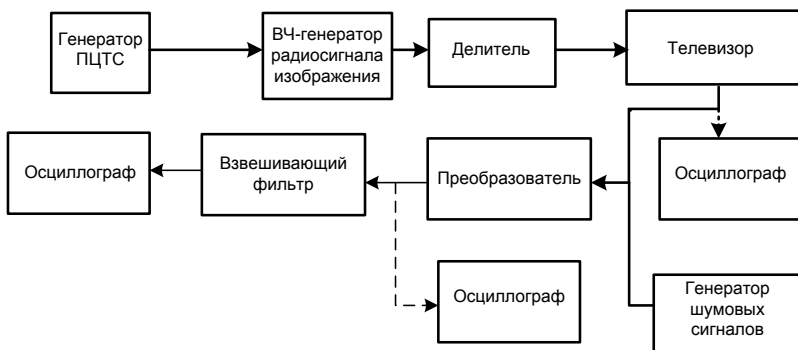 Генератор
ПЦТС
ВЧ-генератор
радиосигнала
изображения
Делитель
Телевизор
Осциллограф
Взвешивающий
фильтр
Преобразователь
Осциллограф
Осциллограф
Генератор
шумовых
сигналов